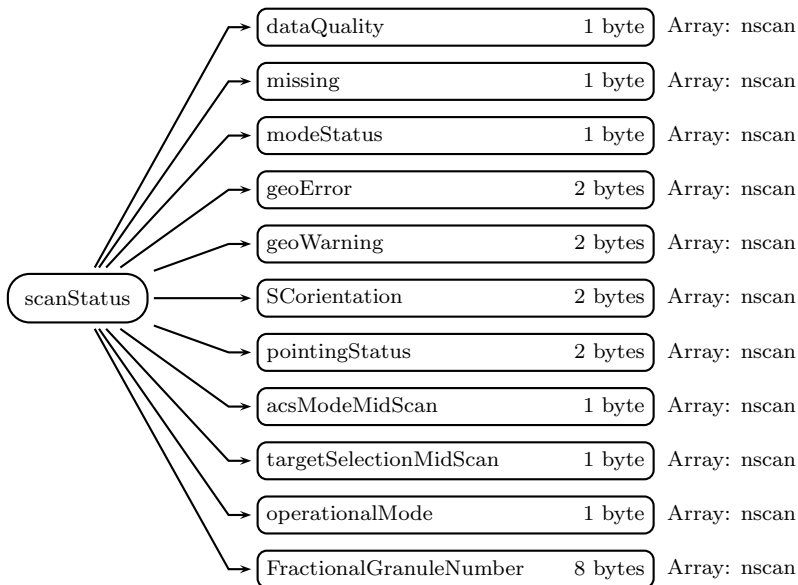 dataQuality 1 byte Array: nscan
missing 1 byte Array: nscan
modeStatus 1 byte Array: nscan
geoError 2 bytes Array: nscan
geoWarning 2 bytes Array: nscan
scanStatus SCorientation 2 bytes Array: nscan
pointingStatus 2 bytes Array: nscan
acsModeMidScan 1 byte Array: nscan
targetSelectionMidScan 1 byte Array: nscan
operationalMode 1 byte Array: nscan
FractionalGranuleNumber 8 bytes Array: nscan